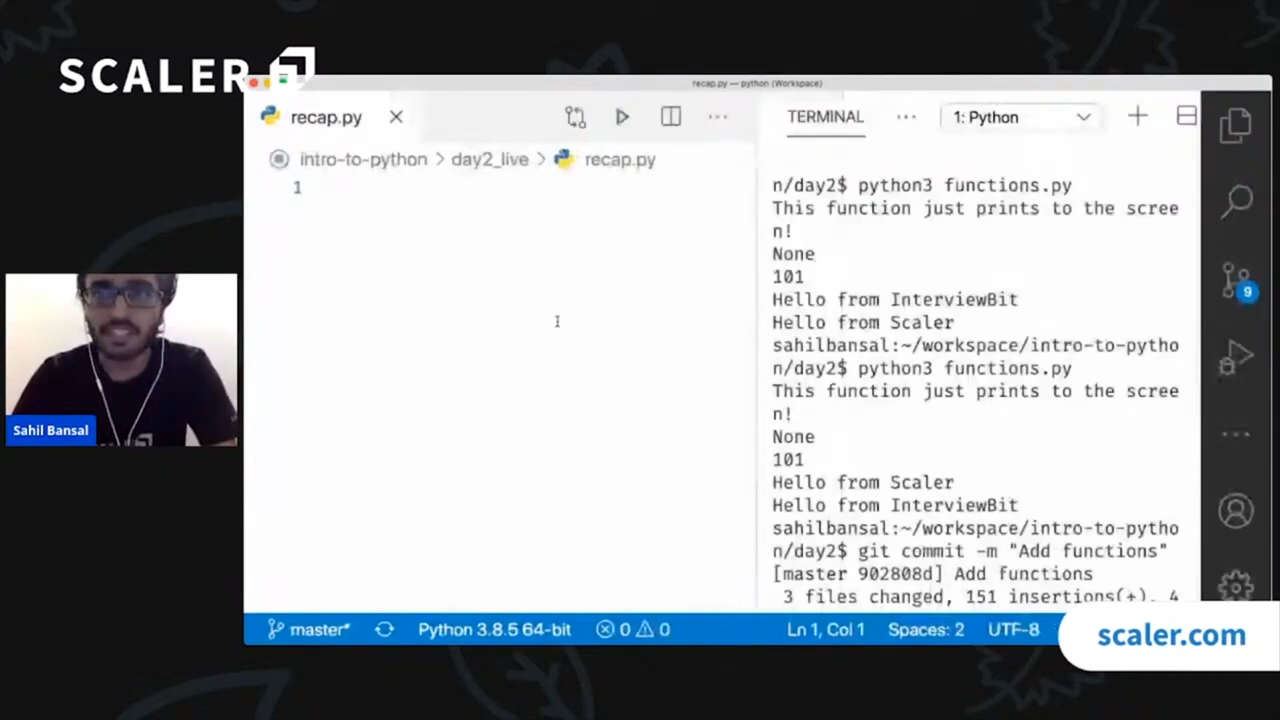 SCALER
recap.py — python (Workspace)
recap.py
TERMINAL
1: Python
intro-to-python > day2_live > recap.py
1
n/day2$ python3 functions.py
This function just prints to the scree
n!
None
101
Hello from InterviewBit
Hello from Scaler
sahilbansal:~/workspace/intro-to-pytho
n/day2$ python3 functions.py
This function just prints to the scree
n!
None
101
Hello from Scaler
Hello from InterviewBit
sahilbansal:~/workspace/intro-to-pytho
n/day2$ git commit -m "Add functions"
[master 902808d] Add functions
3 files changed, 151 insertions(+), 4
9
Sahil Bansal
master*
Python 3.8.5 64-bit
0
0
Ln 1, Col 1
Spaces: 2
UTF-8
scaler.com